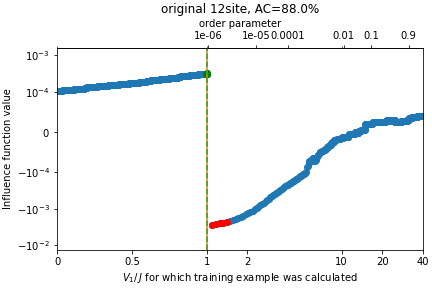 original 12site, AC=88.0%
order parameter
1e-06 1e-05 0.0001 0.01 0.1 0.9
10⁻³
10⁻⁴
0
−10⁻⁴
−10⁻³
−10⁻²
Influence function value
0 0.5 1 2 10 20 40
V₁/J for which training example was calculated